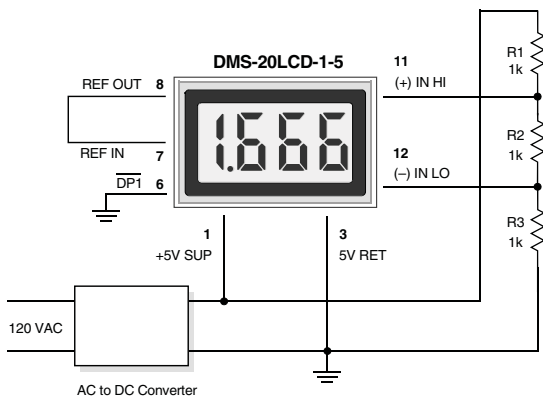 DMS-20LCD-1-5
REF OUT 8
REF IN 7
DP1 6
1.666
11
(+) IN HI
12
(–) IN LO
R1
1k
R2
1k
R3
1k
1
+5V SUP
3
5V RET
120 VAC
AC to DC Converter